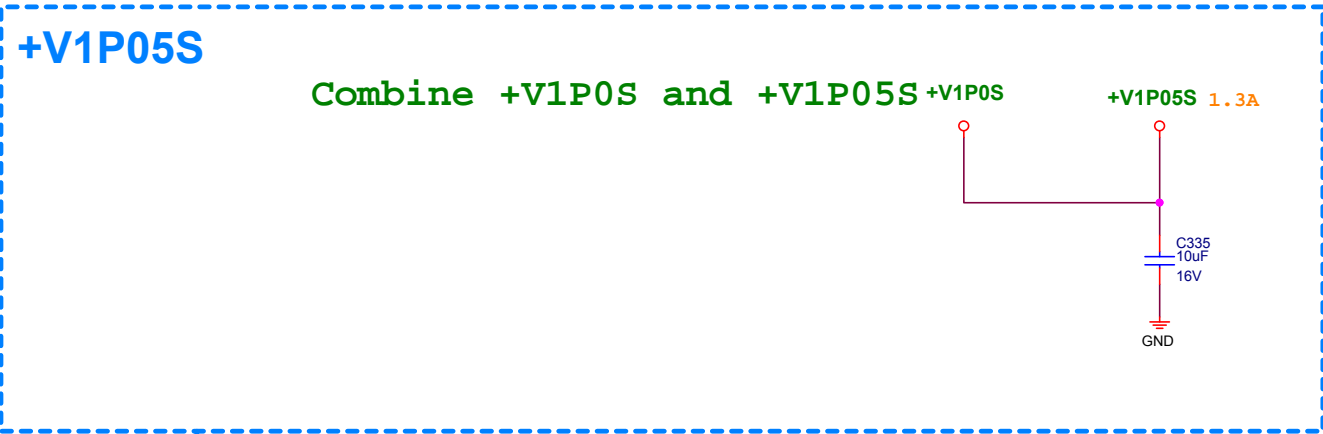 +V1P05S
Combine +V1P0S and +V1P05S
+V1P0S
+V1P05S 1.3A
C335
10uF
16V
GND